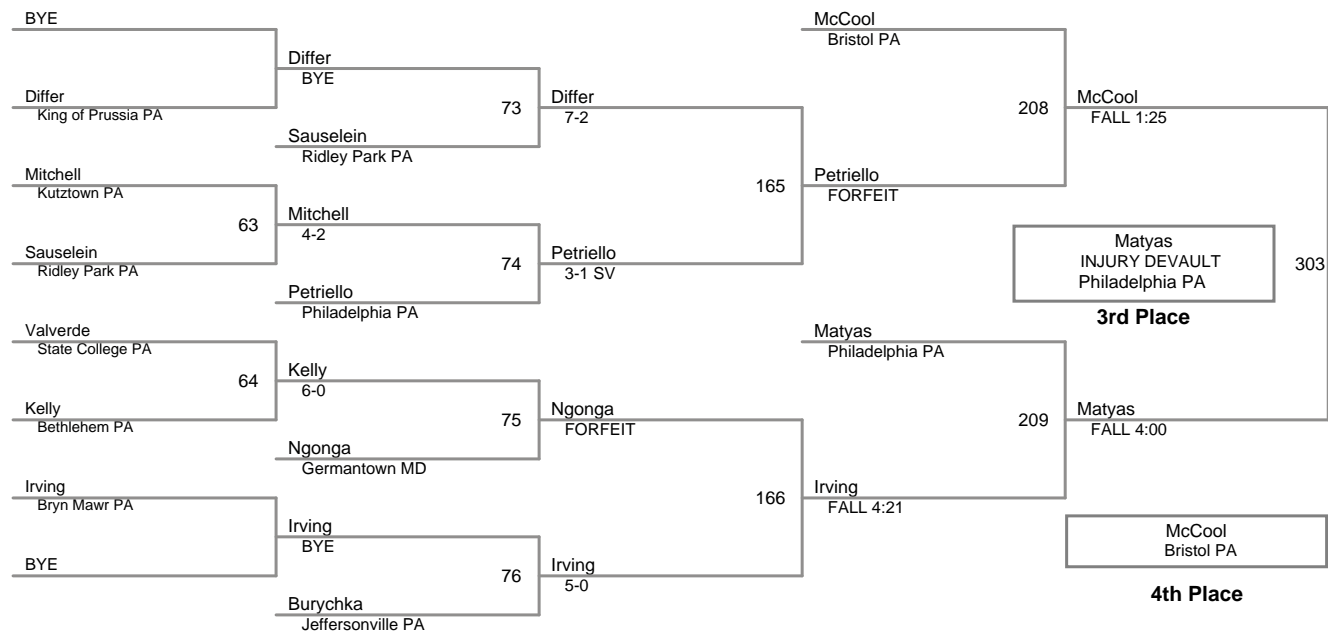 BYE
Differ
King of Prussia PA
Mitchell
Kutztown PA
63
Sauselein
Ridley Park PA
Valverde
State College PA
64
Kelly
Bethlehem PA
Irving
Bryn Mawr PA
BYE
Differ
BYE
73
Sauselein
Ridley Park PA
Mitchell
4-2
74
Petriello
Philadelphia PA
Kelly
6-0
75
Ngonga
Germantown MD
Irving
BYE
76
Burychka
Jeffersonville PA
Differ
7-2
165
Petriello
3-1 SV
Ngonga
FORFEIT
166
Irving
5-0
McCool
Bristol PA
208
Petriello
FORFEIT
Matyas
Philadelphia PA
209
Irving
FALL 4:21
McCool
FALL 1:25
303
Matyas
FALL 4:00
Matyas
INJURY DEVAULT
Philadelphia PA
3rd Place
McCool
Bristol PA
4th Place